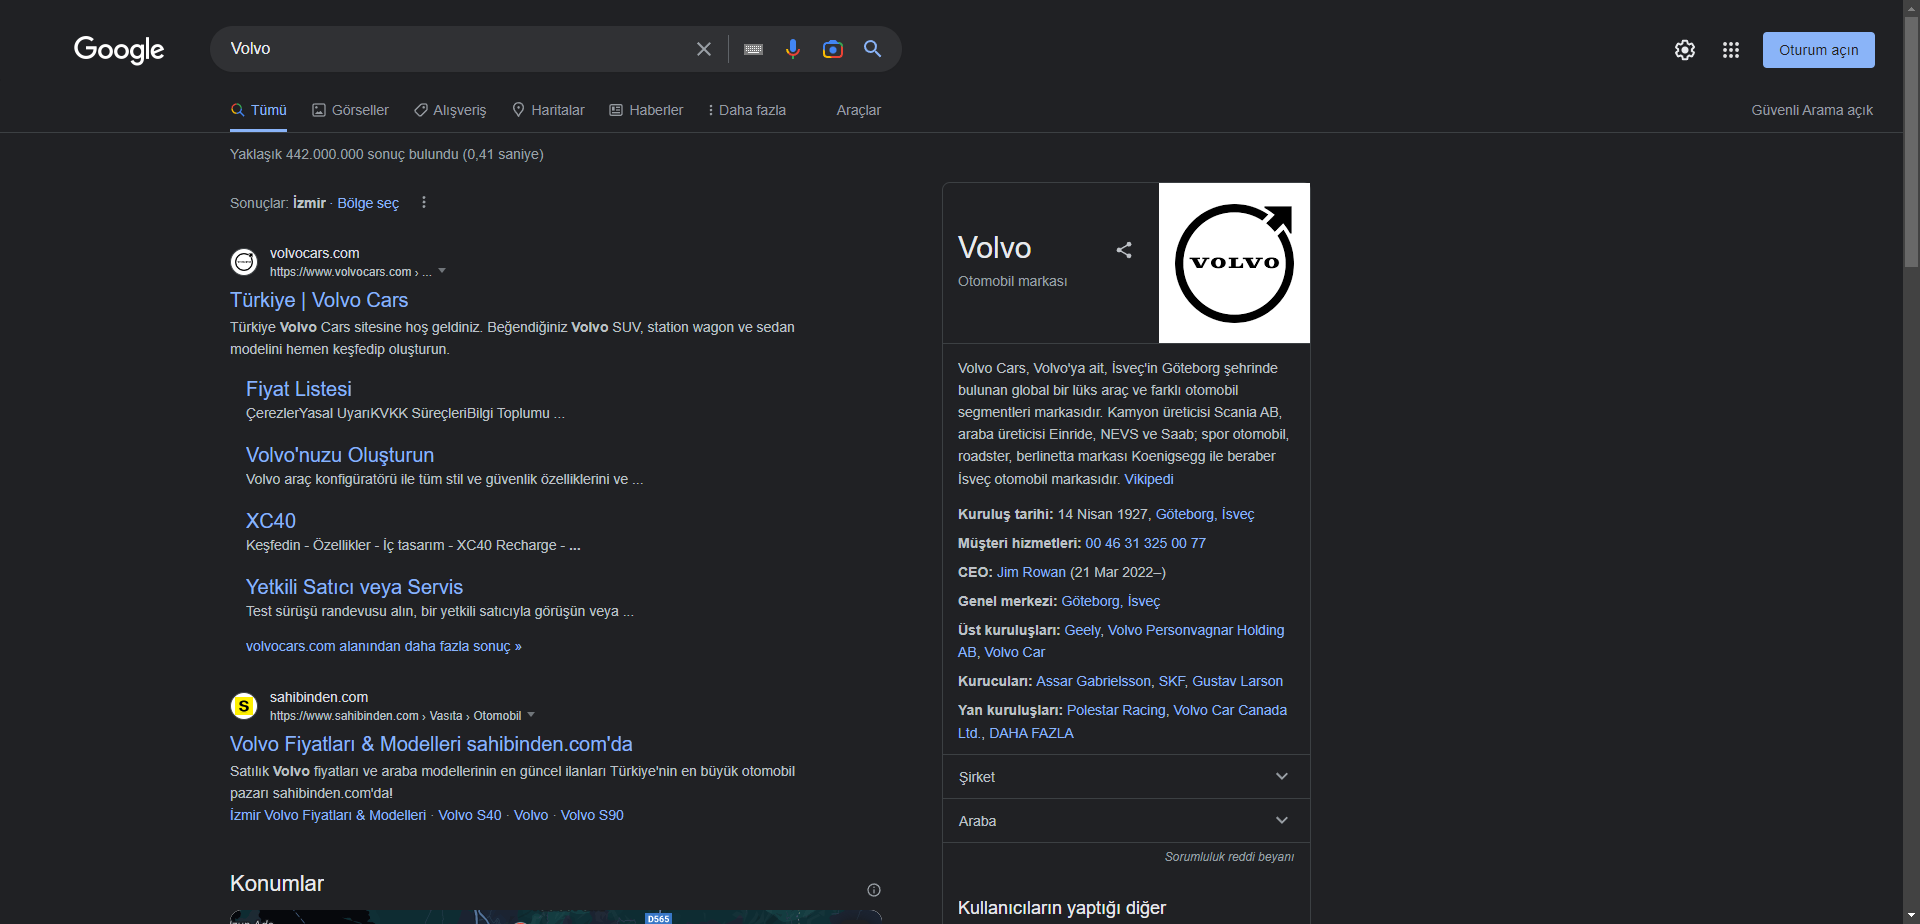 Google
Volvo
Oturum açın
Tümü
Görseller
Alışveriş
Haritalar
Haberler
Daha fazla
Araçlar
Güvenli Arama açık
Yaklaşık 442.000.000 sonuç bulundu (0,41 saniye)
Sonuçlar: İzmir · Bölge seç
volvocars.com
https://www.volvocars.com › ...
Türkiye | Volvo Cars
Türkiye Volvo Cars sitesine hoş geldiniz. Beğendiğiniz Volvo SUV, station wagon ve sedan
modelini hemen keşfedip oluşturun.
Fiyat Listesi
ÇerezlerYasal UyarıKVKK SüreçleriBilgi Toplumu ...
Volvo'nuzu Oluşturun
Volvo araç konfigüratörü ile tüm stil ve güvenlik özelliklerini ve ...
XC40
Keşfedin - Özellikler - İç tasarım - XC40 Recharge - ...
Yetkili Satıcı veya Servis
Test sürüşü randevusu alın, bir yetkili satıcıyla görüşün veya ...
volvocars.com alanından daha fazla sonuç »
S
sahibinden.com
https://www.sahibinden.com › Vasıta › Otomobil
Volvo Fiyatları & Modelleri sahibinden.com'da
Satılık Volvo fiyatları ve araba modellerinin en güncel ilanları Türkiye'nin en büyük otomobil
pazarı sahibinden.com'da!
İzmir Volvo Fiyatları & Modelleri · Volvo S40 · Volvo · Volvo S90
Konumlar
D565
Volvo
Otomobil markası
VOLVO
Volvo Cars, Volvo'ya ait, İsveç'in Göteborg şehrinde
bulunan global bir lüks araç ve farklı otomobil
segmentleri markasıdır. Kamyon üreticisi Scania AB,
araba üreticisi Einride, NEVS ve Saab; spor otomobil,
roadster, berlinetta markası Koenigsegg ile beraber
İsveç otomobil markasıdır. Vikipedi
Kuruluş tarihi: 14 Nisan 1927, Göteborg, İsveç
Müşteri hizmetleri: 00 46 31 325 00 77
CEO: Jim Rowan (21 Mar 2022–)
Genel merkezi: Göteborg, İsveç
Üst kuruluşları: Geely, Volvo Personvagnar Holding
AB, Volvo Car
Kurucuları: Assar Gabrielsson, SKF, Gustav Larson
Yan kuruluşları: Polestar Racing, Volvo Car Canada
Ltd., DAHA FAZLA
Şirket
Araba
Sorumluluk reddi beyanı
Kullanıcıların yaptığı diğer